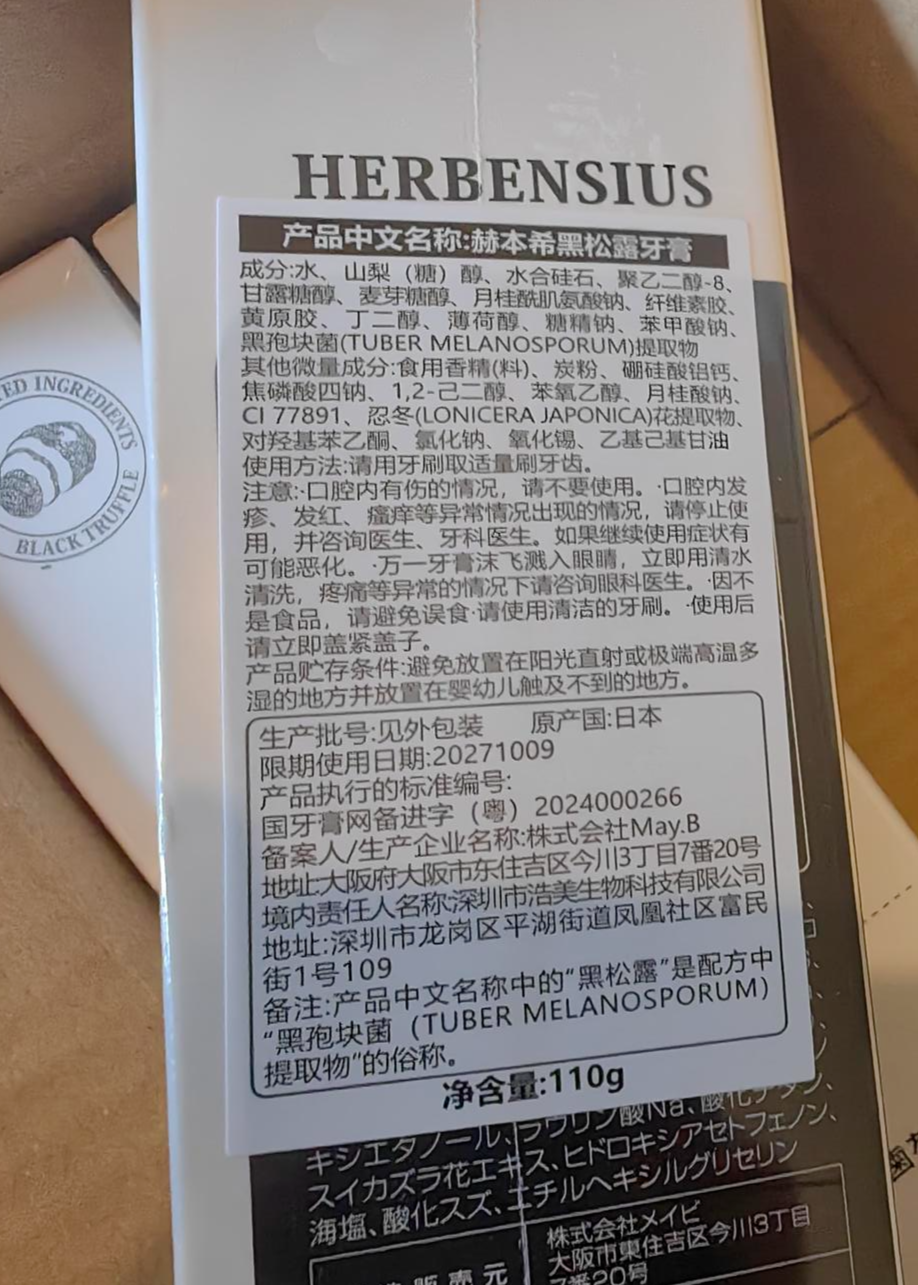 HERBENSIUS
产品中文名称:赫本希黑松露牙膏
成分:水、山梨（糖）醇、水合硅石、聚乙二醇-8、
甘露糖醇、麦芽糖醇、月桂酰肌氨酸钠、纤维素胶、
黄原胶、丁二醇、薄荷醇、糖精钠、苯甲酸钠、
黑孢块菌(TUBER MELANOSPORUM)提取物
其他微量成分:食用香精(料)、炭粉、硼硅酸铝钙、
焦磷酸四钠、1,2-己二醇、苯氧乙醇、月桂酸钠、
CI 77891、忍冬(LONICERA JAPONICA)花提取物、
对羟基苯乙酮、氯化钠、氧化锡、乙基己基甘油
使用方法:请用牙刷取适量刷牙齿。
注意:·口腔内有伤的情况，请不要使用。·口腔内发
疹、发红、瘙痒等异常情况出现的情况，请停止使
用，并咨询医生、牙科医生。如果继续使用症状有
可能恶化。·万一牙膏沫飞溅入眼睛，立即用清水
清洗，疼痛等异常的情况下请咨询眼科医生。·因不
是食品，请避免误食·请使用清洁的牙刷。·使用后
请立即盖紧盖子。
产品贮存条件:避免放置在阳光直射或极端高温多
湿的地方并放置在婴幼儿触及不到的地方。
生产批号:见外包装 原产国:日本
限期使用日期:20271009
产品执行的标准编号:
国牙膏网备进字（粤）2024000266
备案人/生产企业名称:株式会社May.B
地址:大阪府大阪市东住吉区今川3丁目7番20号
境内责任人名称:深圳市浩美生物科技有限公司
地址:深圳市龙岗区平湖街道凤凰社区富民
街1号109
备注:产品中文名称中的“黑松露”是配方中
“黑孢块菌（TUBER MELANOSPORUM）
提取物”的俗称。
净含量:110g
キシエタノール、ラウリン酸Na、酸化チタン、
スイカズラ花エキス、ヒドロキシアセトフェノン、
海塩、酸化スズ、エチルヘキシルグリセリン
販売元
株式会社メイビ
大阪市東住吉区今川3丁目
7番20号
ED INGREDIENTS
BLACK TRUFFLE